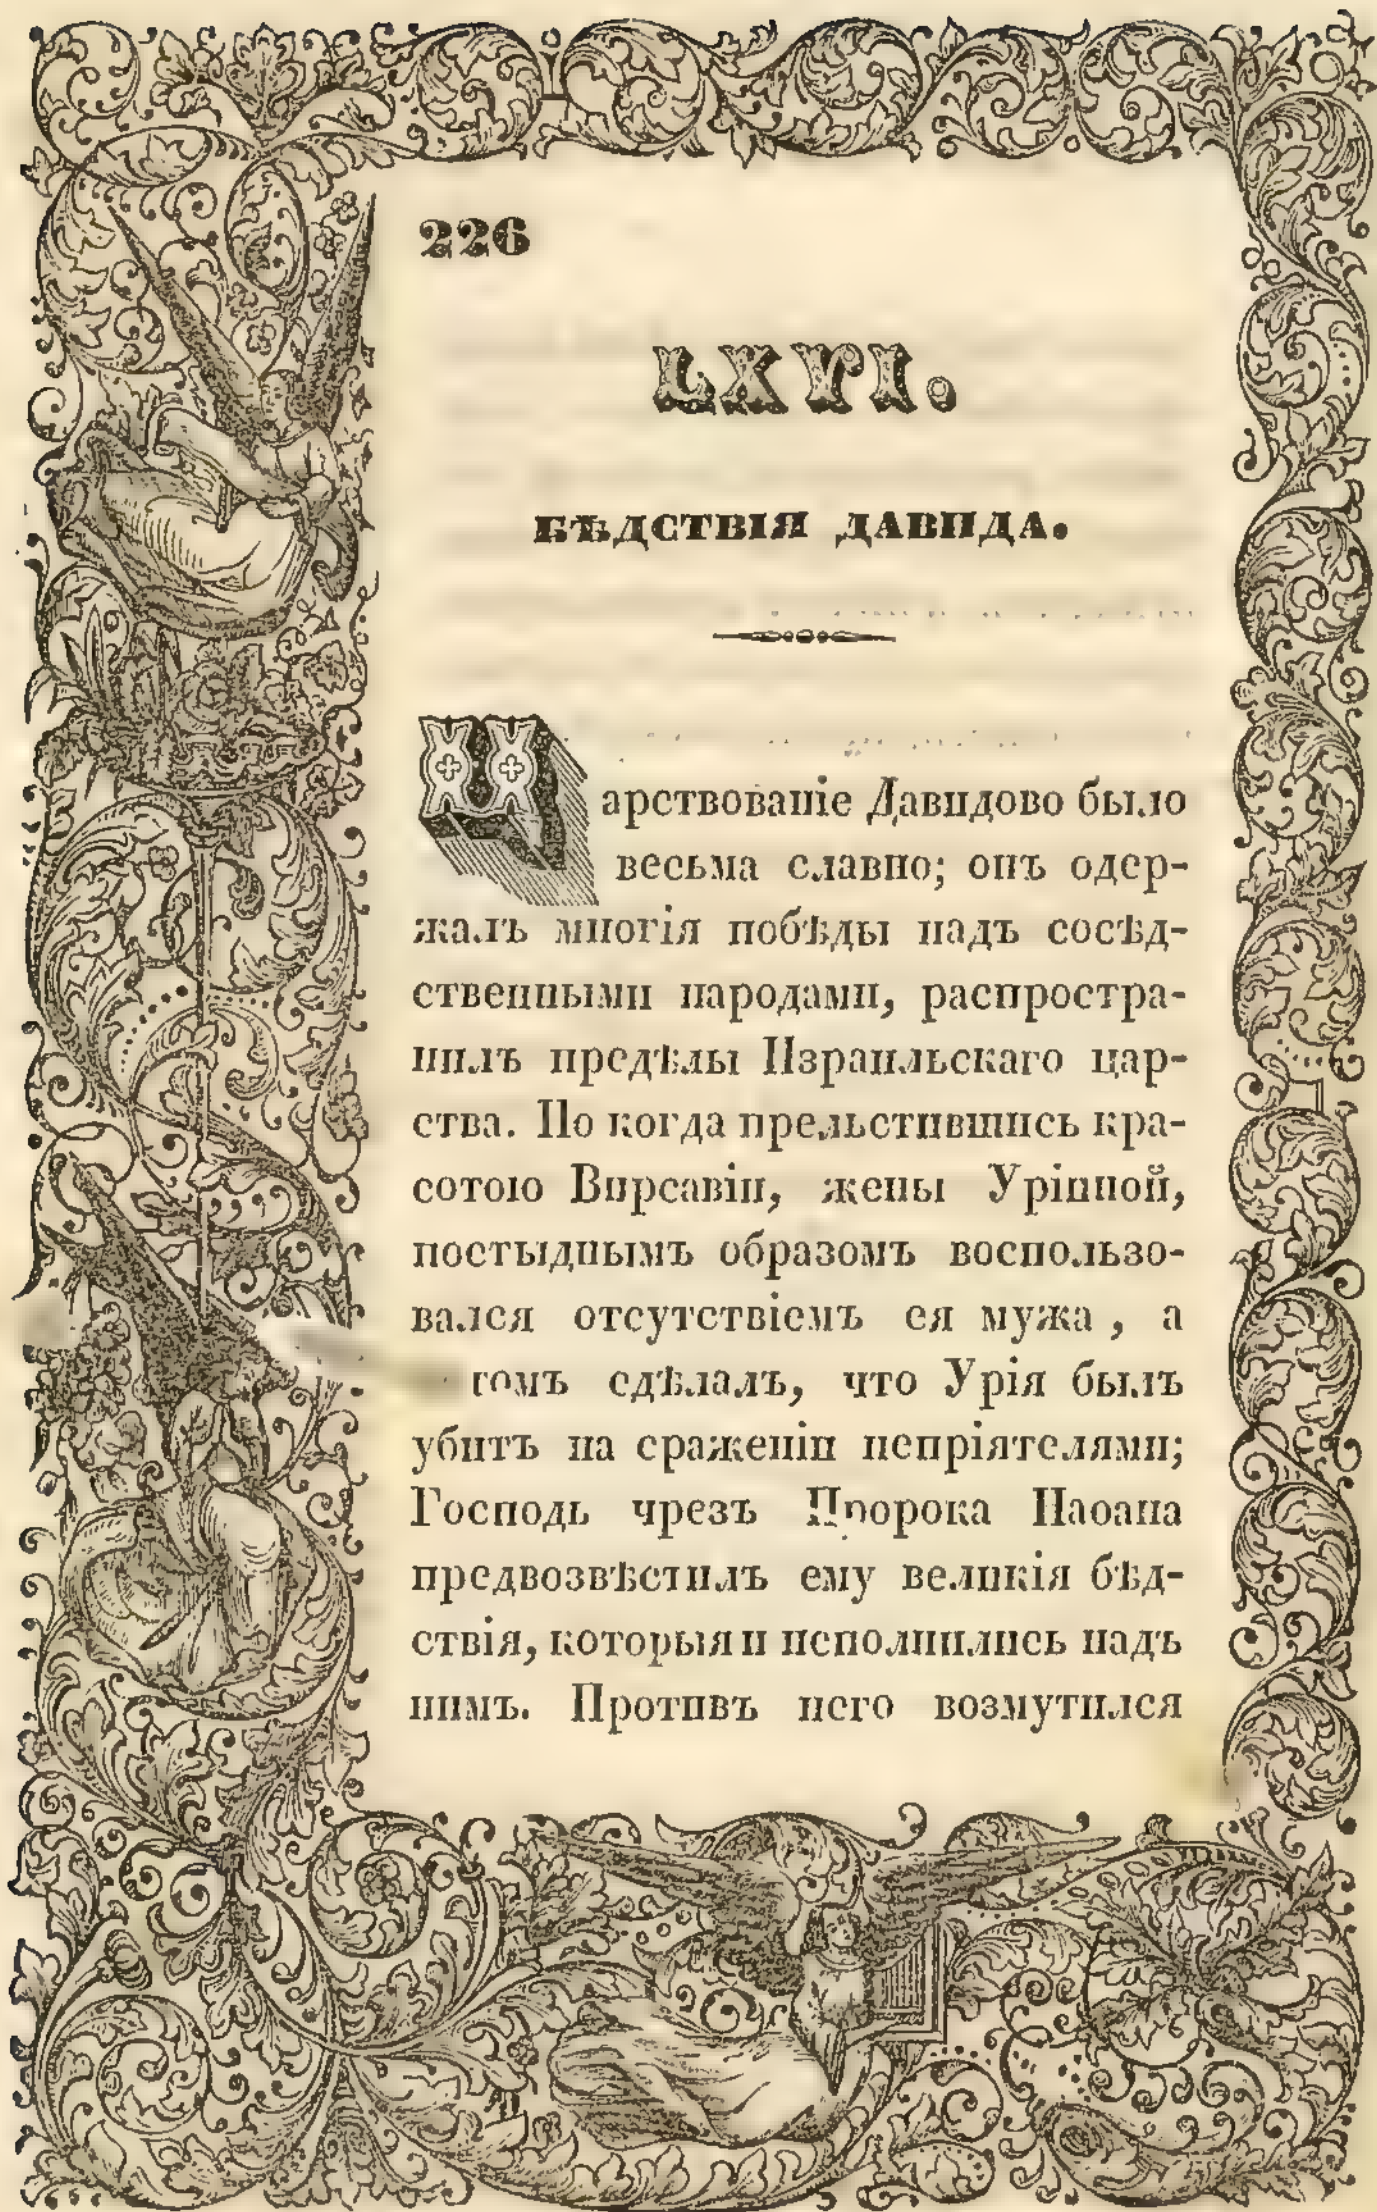 226
LXVI.
БѢДСТВІЯ ДАВИДА.
Царствованіе Давидово было
весьма славно; онъ одер-
жалъ многія побѣды надъ сосѣд-
ственными народами, распростра-
нилъ предѣлы Израильскаго цар-
ства. Но когда прельстившись кра-
сотою Вирсавіи, жены Уріиной,
постыднымъ образомъ воспользо-
вался отсутствіемъ ея мужа, а
сдѣлалъ, что Урія былъ
убитъ на сраженіи непріятелями;
Господь чрезъ Пророка Наѳана
предвозвѣстилъ ему великія бѣд-
ствія, которыя и исполнились надъ
нимъ. Противъ него возмутился